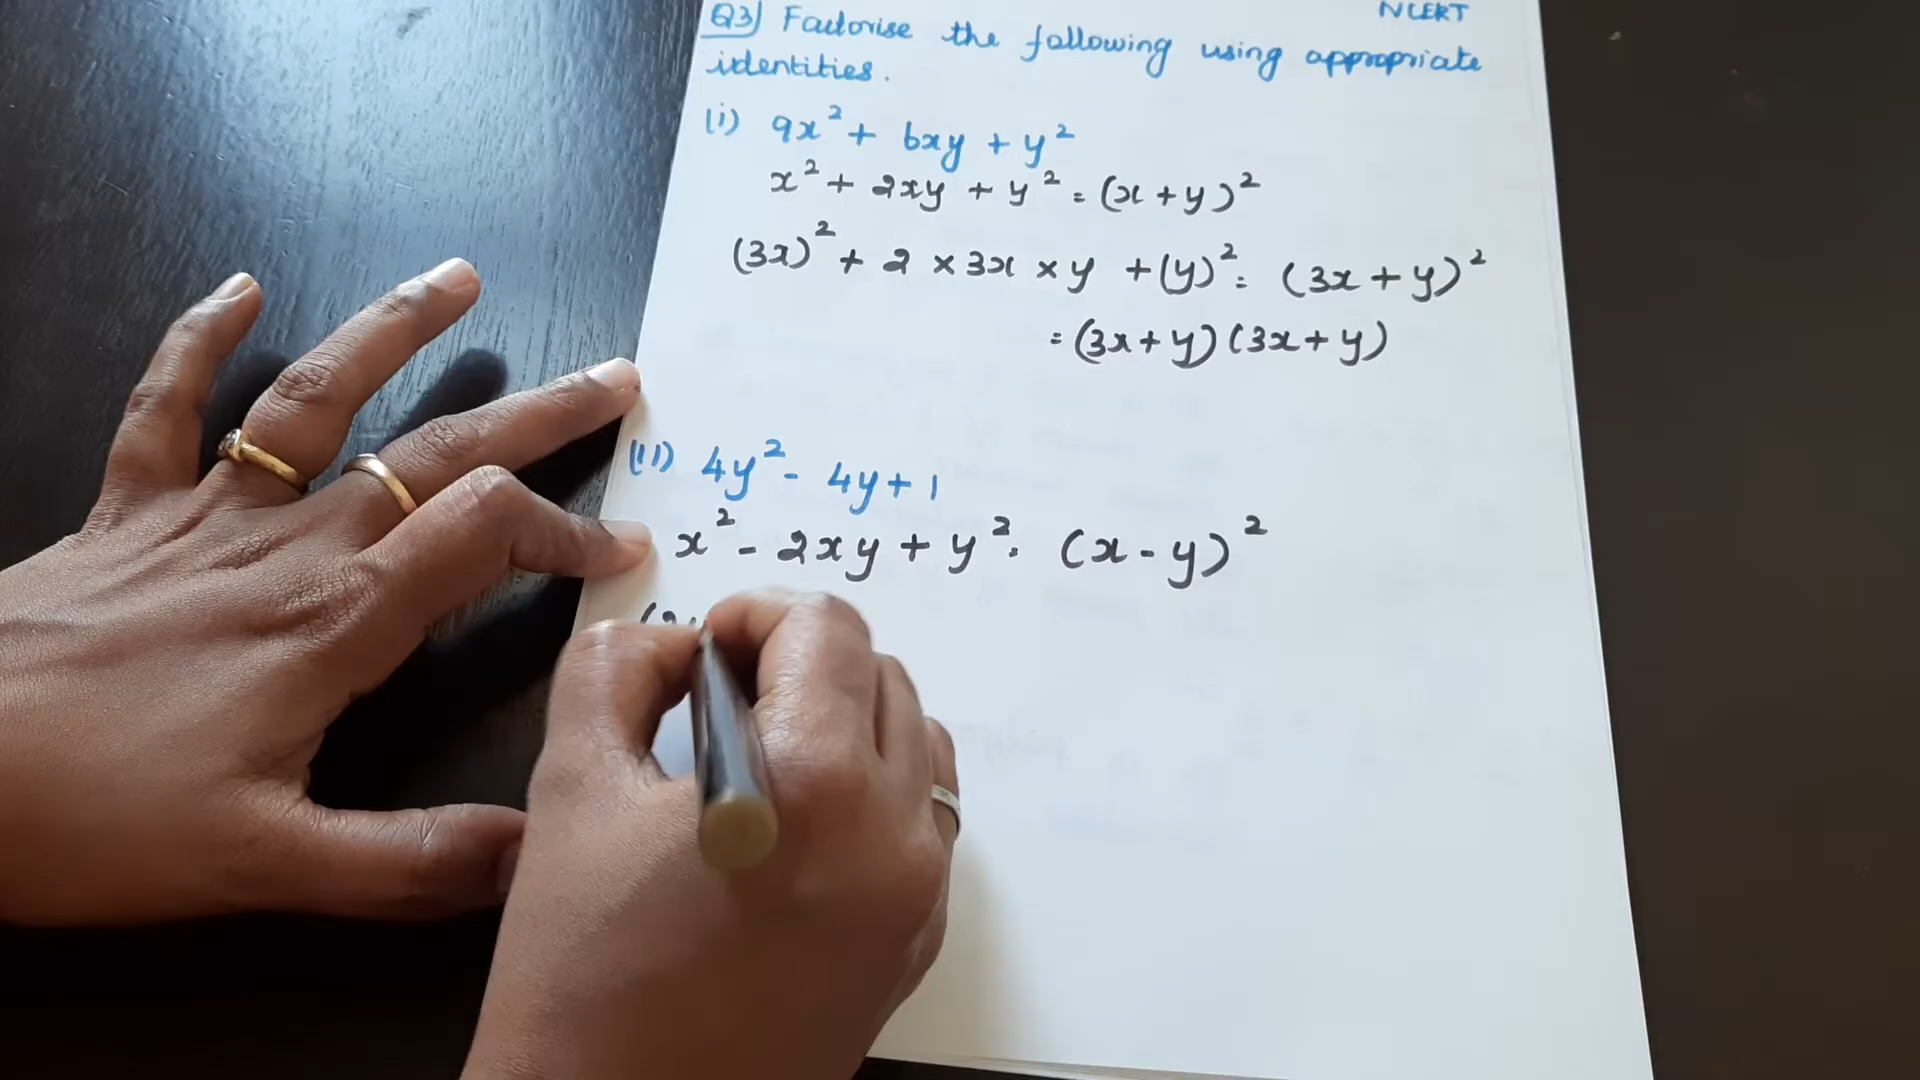 NCERT
Q3) Factorise the following using appropriate
identities.
(i) 9x² + 6xy + y²
x² + 2xy + y² = (x + y)²
(3x)² + 2 × 3x × y + (y)² = (3x + y)²
= (3x + y) (3x + y)
(ii) 4y² - 4y + 1
x² - 2xy + y² = (x - y)²
(2y